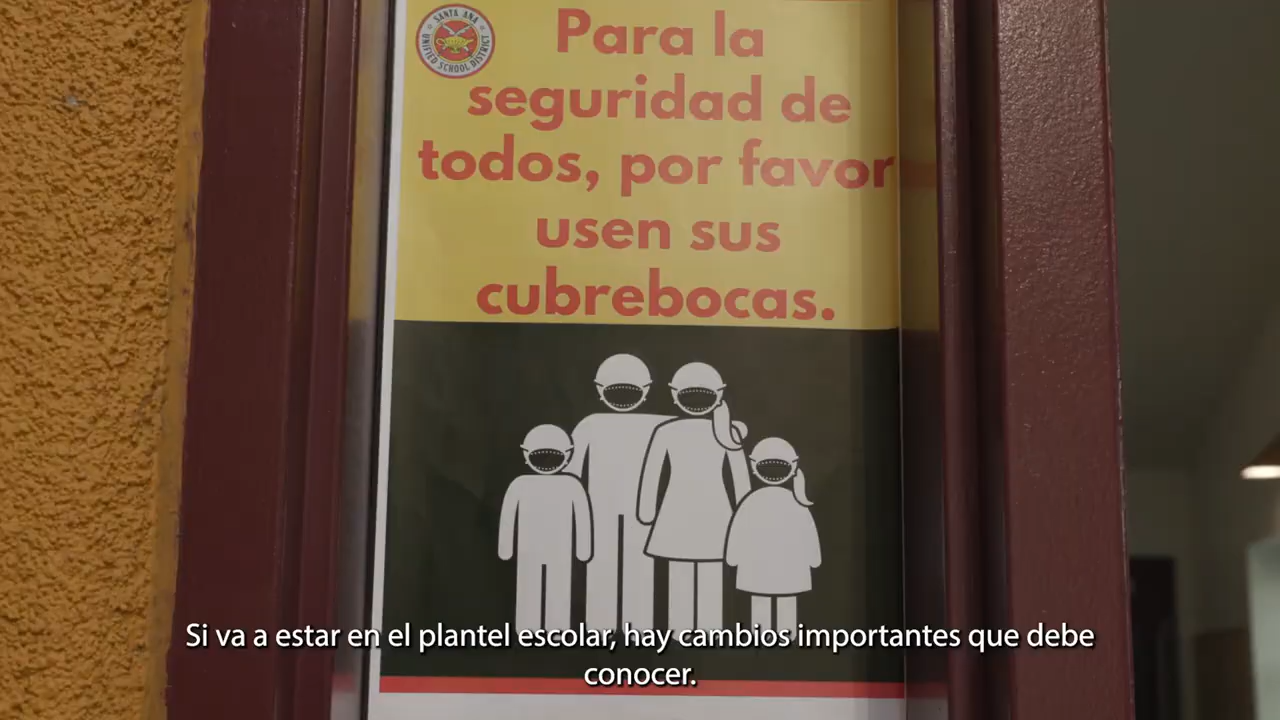 SANTA ANA
UNIFIED SCHOOL DISTRICT
Para la
seguridad de
todos, por favor
usen sus
cubrebocas.
Si va a estar en el plantel escolar, hay cambios importantes que debe
conocer.